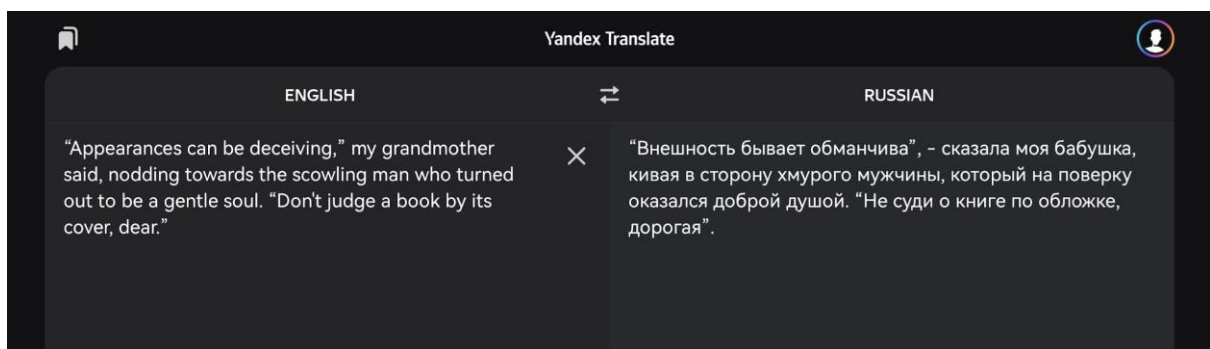 Yandex Translate
ENGLISH
RUSSIAN
“Appearances can be deceiving,” my grandmother
said, nodding towards the scowling man who turned
out to be a gentle soul. “Don't judge a book by its
cover, dear.”
“Внешность бывает обманчива”, - сказала моя бабушка,
кивая в сторону хмурого мужчины, который на поверку
оказался доброй душой. “Не суди о книге по обложке,
дорогая”.